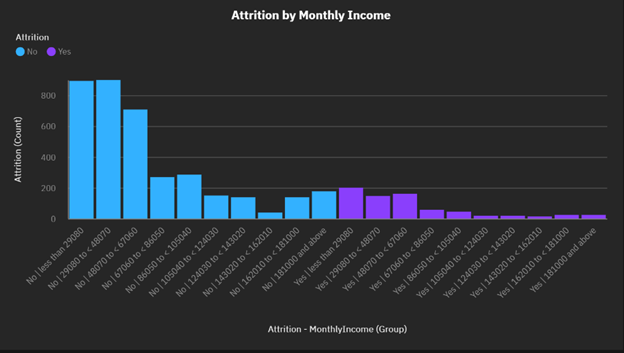 Attrition by Monthly Income
Attrition
No Yes
800
600
400
200
0
Attrition (Count)
No | less than 29080
No | 29080 to < 48070
No | 48070 to < 67060
No | 67060 to < 86050
No | 86050 to < 105040
No | 105040 to < 124030
No | 124030 to < 143020
No | 143020 to < 162010
No | 162010 to < 181000
No | 181000 and above
Yes | less than 29080
Yes | 29080 to < 48070
Yes | 48070 to < 67060
Yes | 67060 to < 86050
Yes | 86050 to < 105040
Yes | 105040 to < 124030
Yes | 124030 to < 143020
Yes | 143020 to < 162010
Yes | 162010 to < 181000
Yes | 181000 and above
Attrition - MonthlyIncome (Group)